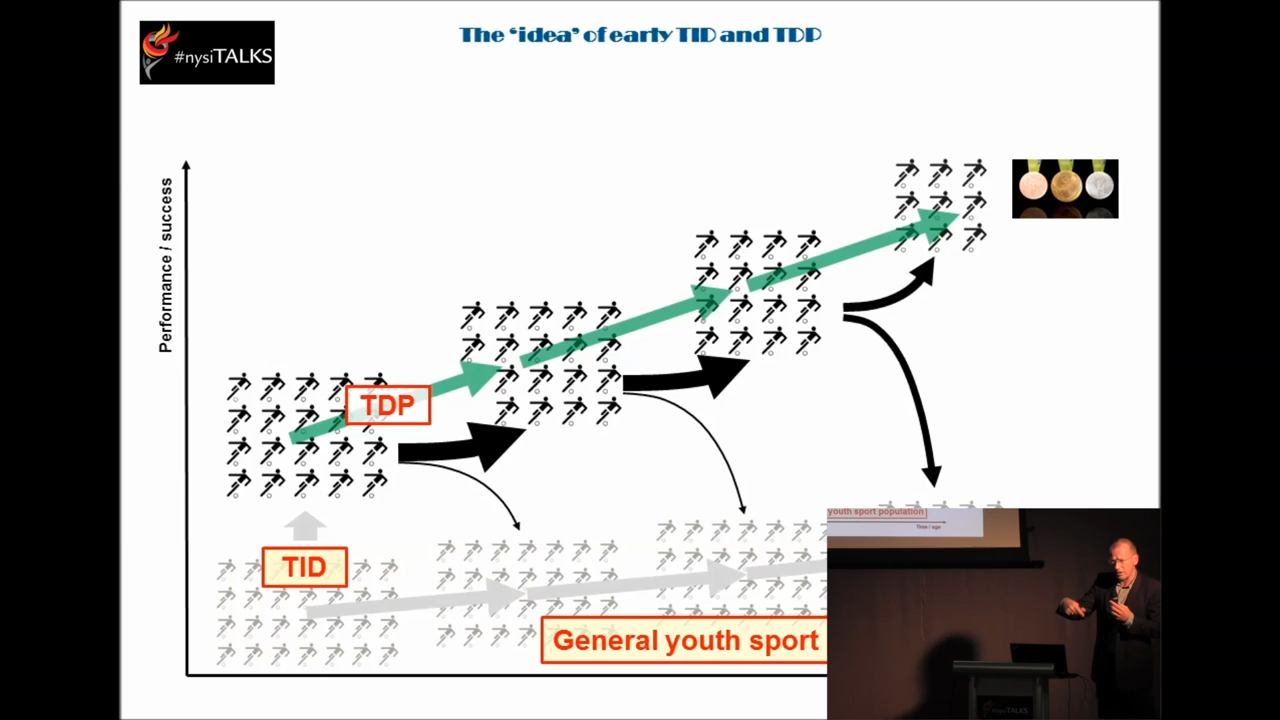 The 'idea' of early TID and TDP
#nysiTALKS
Performance / success
TDP
TID
General youth sport
youth sport population
Time / age
#nysiTALKS